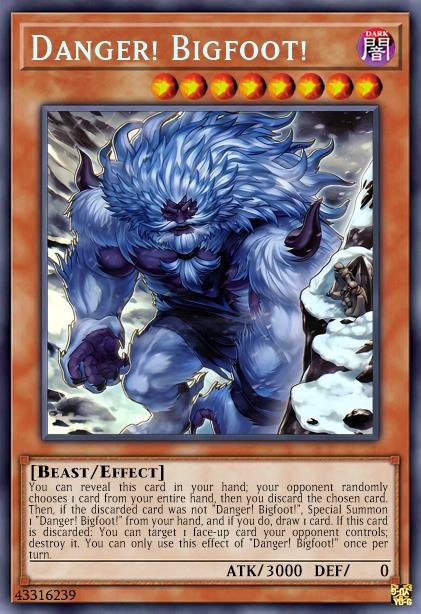 DANGER! BIGFOOT!
DARK
闇
[BEAST/EFFECT]
You can reveal this card in your hand; your opponent randomly
chooses 1 card from your entire hand, then you discard the chosen card.
Then, if the discarded card was not "Danger! Bigfoot!", Special Summon
1 "Danger! Bigfoot!" from your hand, and if you do, draw 1 card. If this card
is discarded: You can target 1 face-up card your opponent controls;
destroy it. You can only use this effect of "Danger! Bigfoot!" once per
turn.
ATK/3000 DEF/ 0
43316239